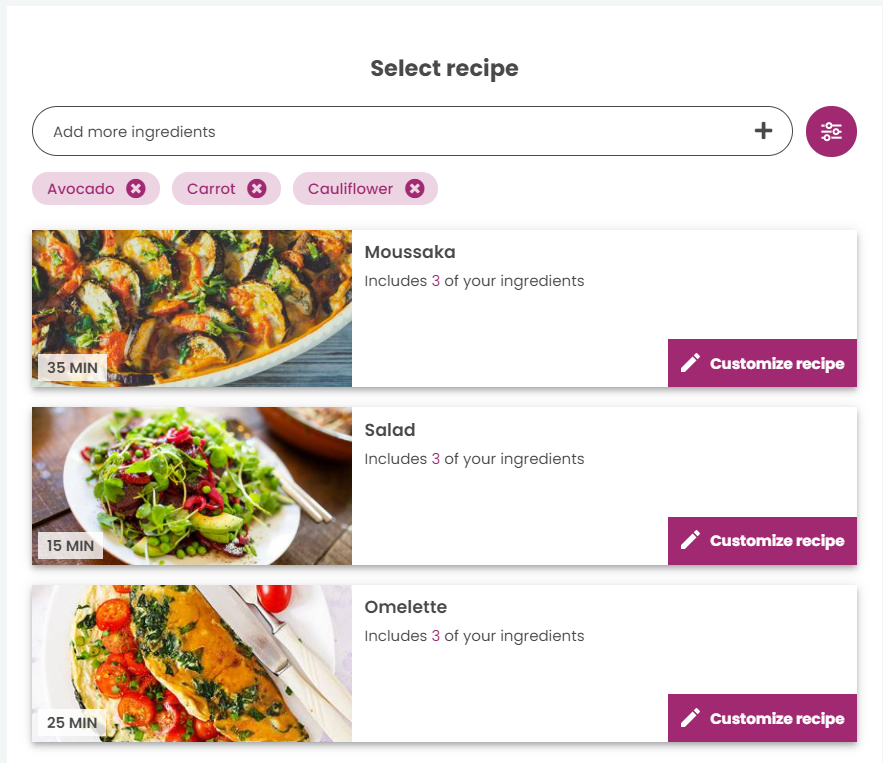 Select recipe
Add more ingredients
Avocado Carrot Cauliflower
Moussaka
Includes 3 of your ingredients
35 MIN
Customize recipe
Salad
Includes 3 of your ingredients
15 MIN
Customize recipe
Omelette
Includes 3 of your ingredients
25 MIN
Customize recipe